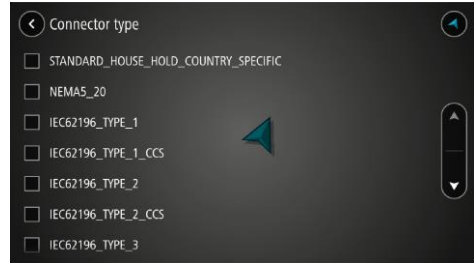 Connector type
STANDARD_HOUSE_HOLD_COUNTRY_SPECIFIC
NEMA5_20
IEC62196_TYPE_1
IEC62196_TYPE_1_CCS
IEC62196_TYPE_2
IEC62196_TYPE_2_CCS
IEC62196_TYPE_3